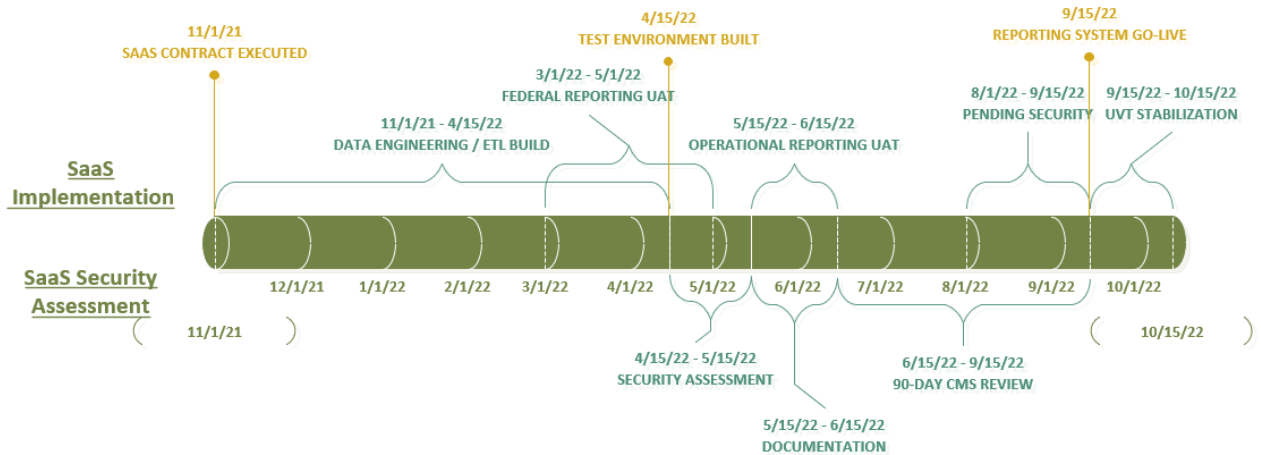 11/1/21
SAAS CONTRACT EXECUTED
4/15/22
TEST ENVIRONMENT BUILT
9/15/22
REPORTING SYSTEM GO-LIVE
3/1/22 - 5/1/22
FEDERAL REPORTING UAT
8/1/22 - 9/15/22
PENDING SECURITY
9/15/22 - 10/15/22
UVT STABILIZATION
11/1/21 - 4/15/22
DATA ENGINEERING / ETL BUILD
5/15/22 - 6/15/22
OPERATIONAL REPORTING UAT
SaaS
Implementation
SaaS Security
Assessment
12/1/21
1/1/22
2/1/22
3/1/22
4/1/22
5/1/22
6/1/22
7/1/22
8/1/22
9/1/22
10/1/22
11/1/21
10/15/22
4/15/22 - 5/15/22
SECURITY ASSESSMENT
6/15/22 - 9/15/22
90-DAY CMS REVIEW
5/15/22 - 6/15/22
DOCUMENTATION